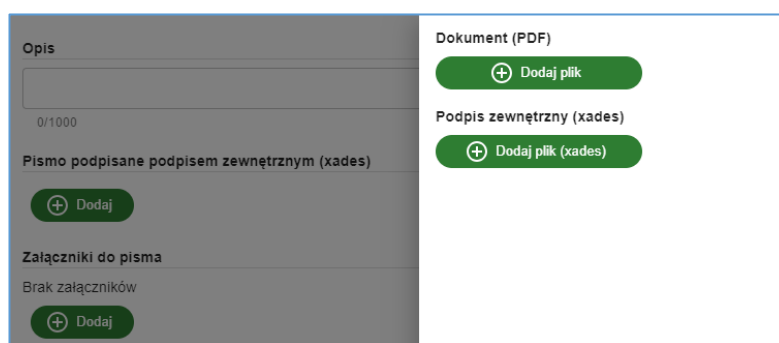 Opis
0/1000
Pismo podpisane podpisem zewnętrznym (xades)
Dodaj
Załączniki do pisma
Brak załączników
Dodaj
Dokument (PDF)
Dodaj plik
Podpis zewnętrzny (xades)
Dodaj plik (xades)